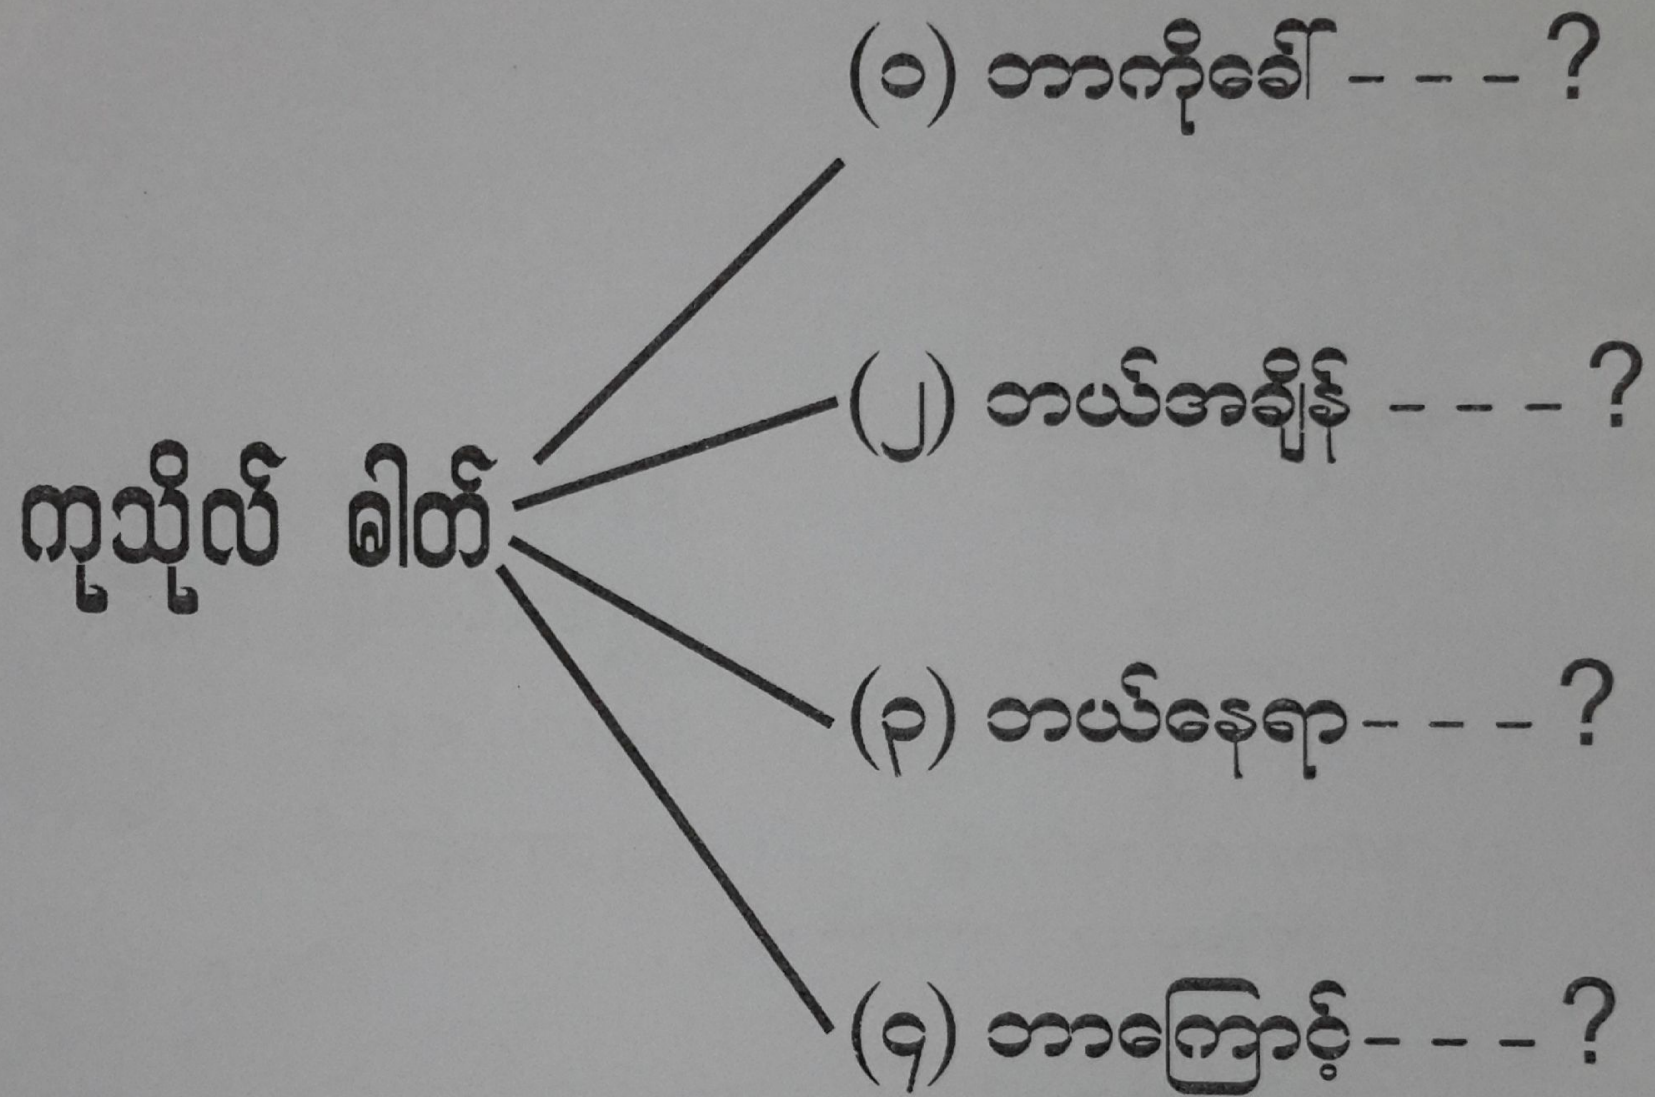 (၁) ဘာကိုခေါ် - - - ?
(၂) ဘယ်အချိန် - - - ?
ကုသိုလ် ဓါတ်
(၃) ဘယ်နေရာ - - - ?
(၄) ဘာကြောင့် - - - ?